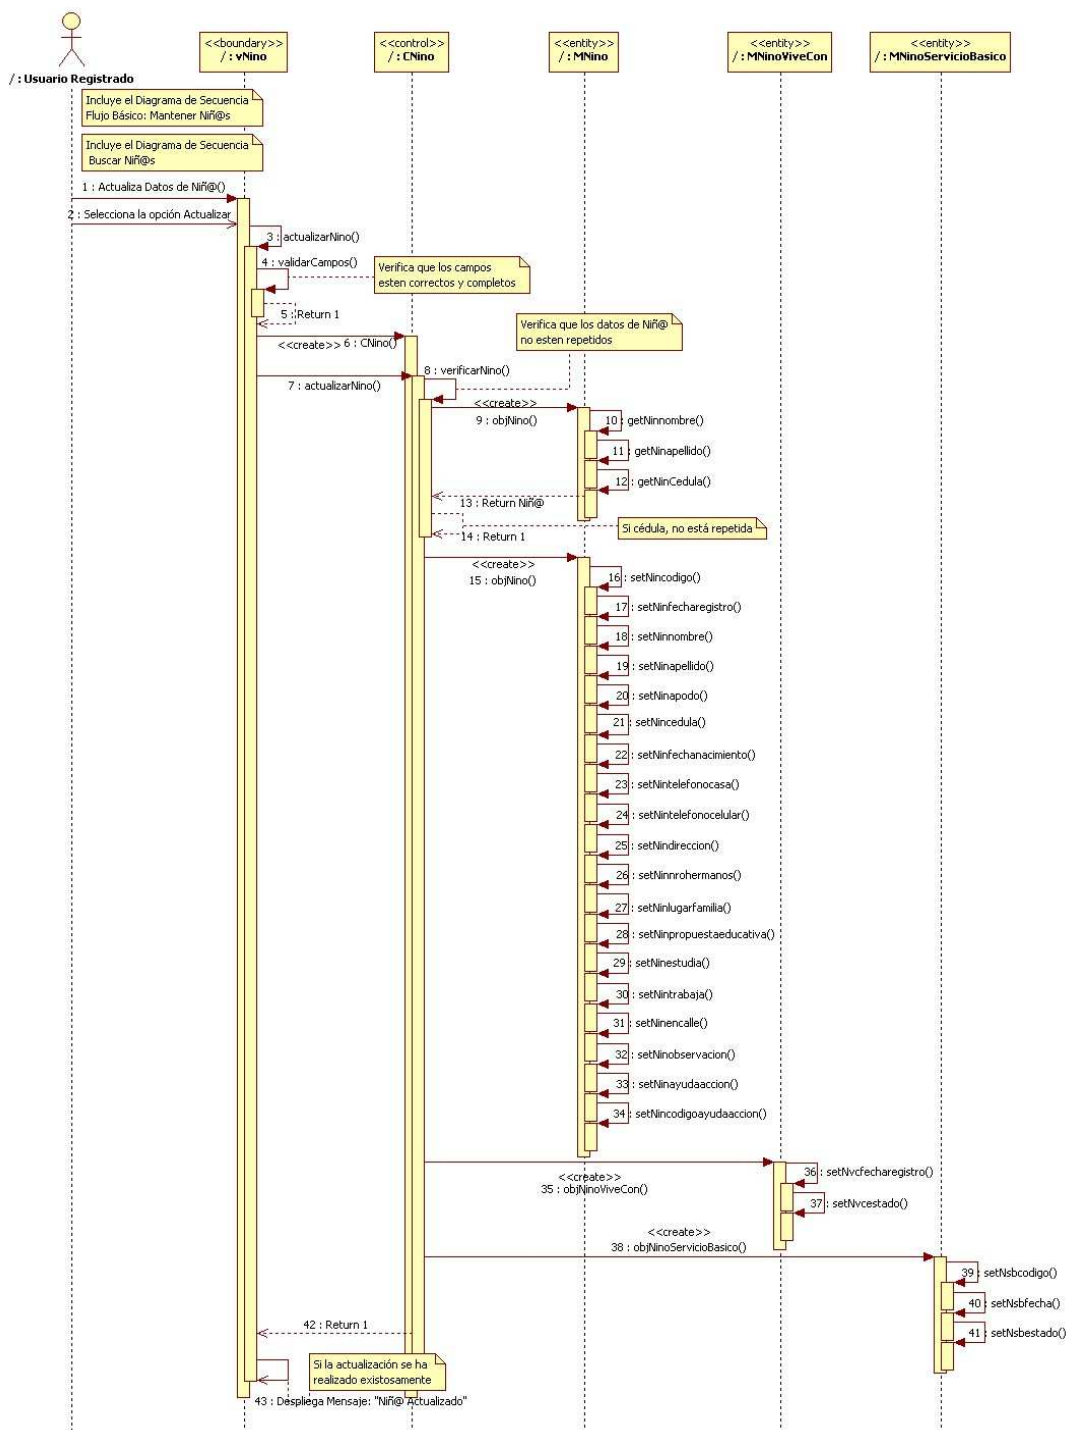 <<boundary>>
/ : vNino
<<control>>
/ : CNino
<<entity>>
/ : MNino
<<entity>>
/ : MNinoViveCon
<<entity>>
/ : MNinoServicioBasico
/ : Usuario Registrado
Incluye el Diagrama de Secuencia
Flujo Básico: Mantener Niñ@s
Incluye el Diagrama de Secuencia
Buscar Niñ@s
1 : Actualiza Datos de Niñ@()
2 : Selecciona la opción Actualizar
3 : actualizarNino()
4 : validarCampos()
Verifica que los campos
esten correctos y completos
5 : Return 1
Verifica que los datos de Niñ@
no esten repetidos
<<create>>
6 : CNino()
7 : actualizarNino()
8 : verificarNino()
<<create>>
9 : objNino()
10 : getNinnombre()
11 : getNinapellido()
12 : getNinCedula()
13 : Return Niñ@
Si cédula, no está repetida
14 : Return 1
<<create>>
15 : objNino()
16 : setNincodigo()
17 : setNinfecharegistro()
18 : setNinnombre()
19 : setNinapellido()
20 : setNinapodo()
21 : setNincedula()
22 : setNinfechanacimiento()
23 : setNintelefonocasa()
24 : setNintelefonocelular()
25 : setNindireccion()
26 : setNinnrohermanos()
27 : setNinlugarfamilia()
28 : setNinpropuestaeducativa()
29 : setNinestudia()
30 : setNintrabaja()
31 : setNinencalle()
32 : setNinobservacion()
33 : setNinayudaaccion()
34 : setNincodigoayudaaccion()
<<create>>
35 : objNinoViveCon()
36 : setNvcfecharegistro()
37 : setNvcestado()
<<create>>
38 : objNinoServicioBasico()
39 : setNsbcodigo()
40 : setNsbfecha()
41 : setNsbestado()
42 : Return 1
Si la actualización se ha
realizado existosamente
43 : Despliega Mensaje: "Niñ@ Actualizado"